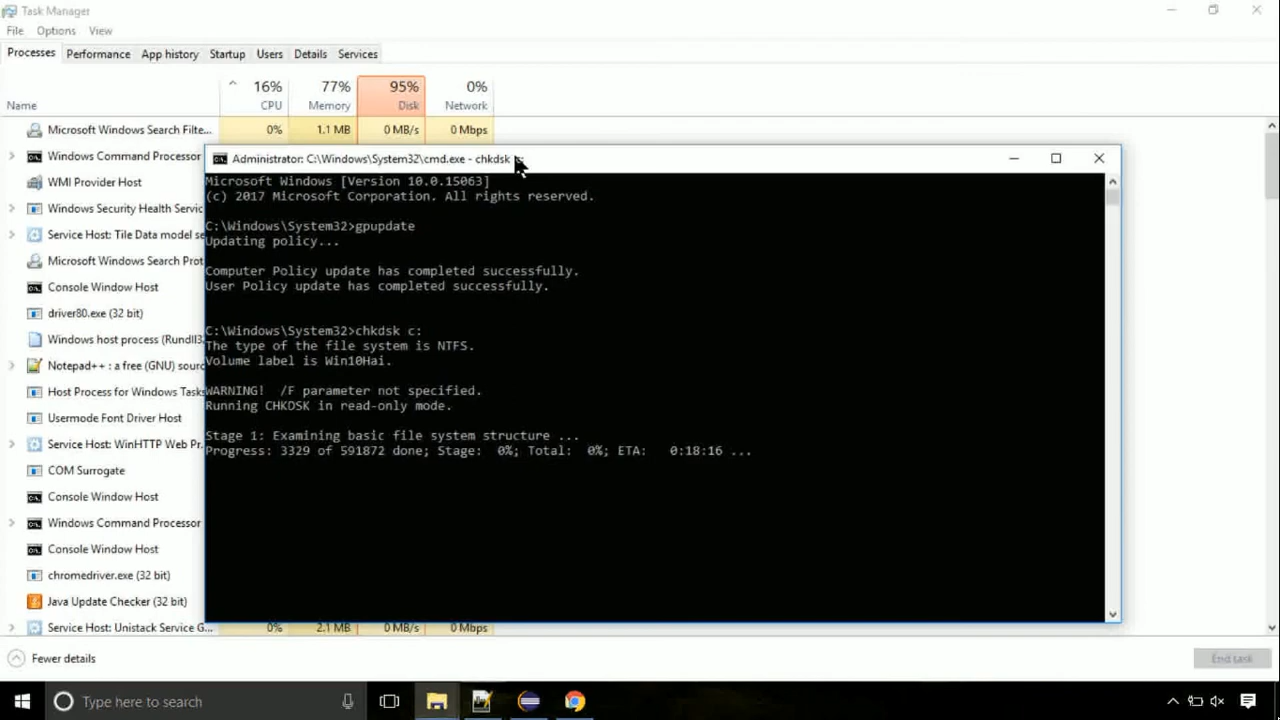 Task Manager
File Options View
Processes Performance App history Startup Users Details Services
16% 77% 95% 0%
Name CPU Memory Disk Network
Microsoft Windows Search Filte... 0% 1.1 MB 0 MB/s 0 Mbps
Windows Command Processor
WMI Provider Host
Windows Security Health Servic
Service Host: Tile Data model se
Microsoft Windows Search Prot
Console Window Host
driver80.exe (32 bit)
Windows host process (Rundll3
Notepad++ : a free (GNU) sourc
Host Process for Windows Task
Usermode Font Driver Host
Service Host: WinHTTP Web Pr
COM Surrogate
Console Window Host
Windows Command Processor
Console Window Host
chromedriver.exe (32 bit)
Java Update Checker (32 bit)
Service Host: Unistack Service G... 0% 2.1 MB 0 MB/s 0 Mbps
Fewer details
End task
Administrator: C:\Windows\System32\cmd.exe - chkdsk
Microsoft Windows [Version 10.0.15063]
(c) 2017 Microsoft Corporation. All rights reserved.
C:\Windows\System32>gpupdate
Updating policy...
Computer Policy update has completed successfully.
User Policy update has completed successfully.
C:\Windows\System32>chkdsk c:
The type of the file system is NTFS.
Volume label is Win10Hai.
WARNING! /F parameter not specified.
Running CHKDSK in read-only mode.
Stage 1: Examining basic file system structure ...
Progress: 3329 of 591872 done; Stage: 0%; Total: 0%; ETA: 0:18:16 ...
Type here to search